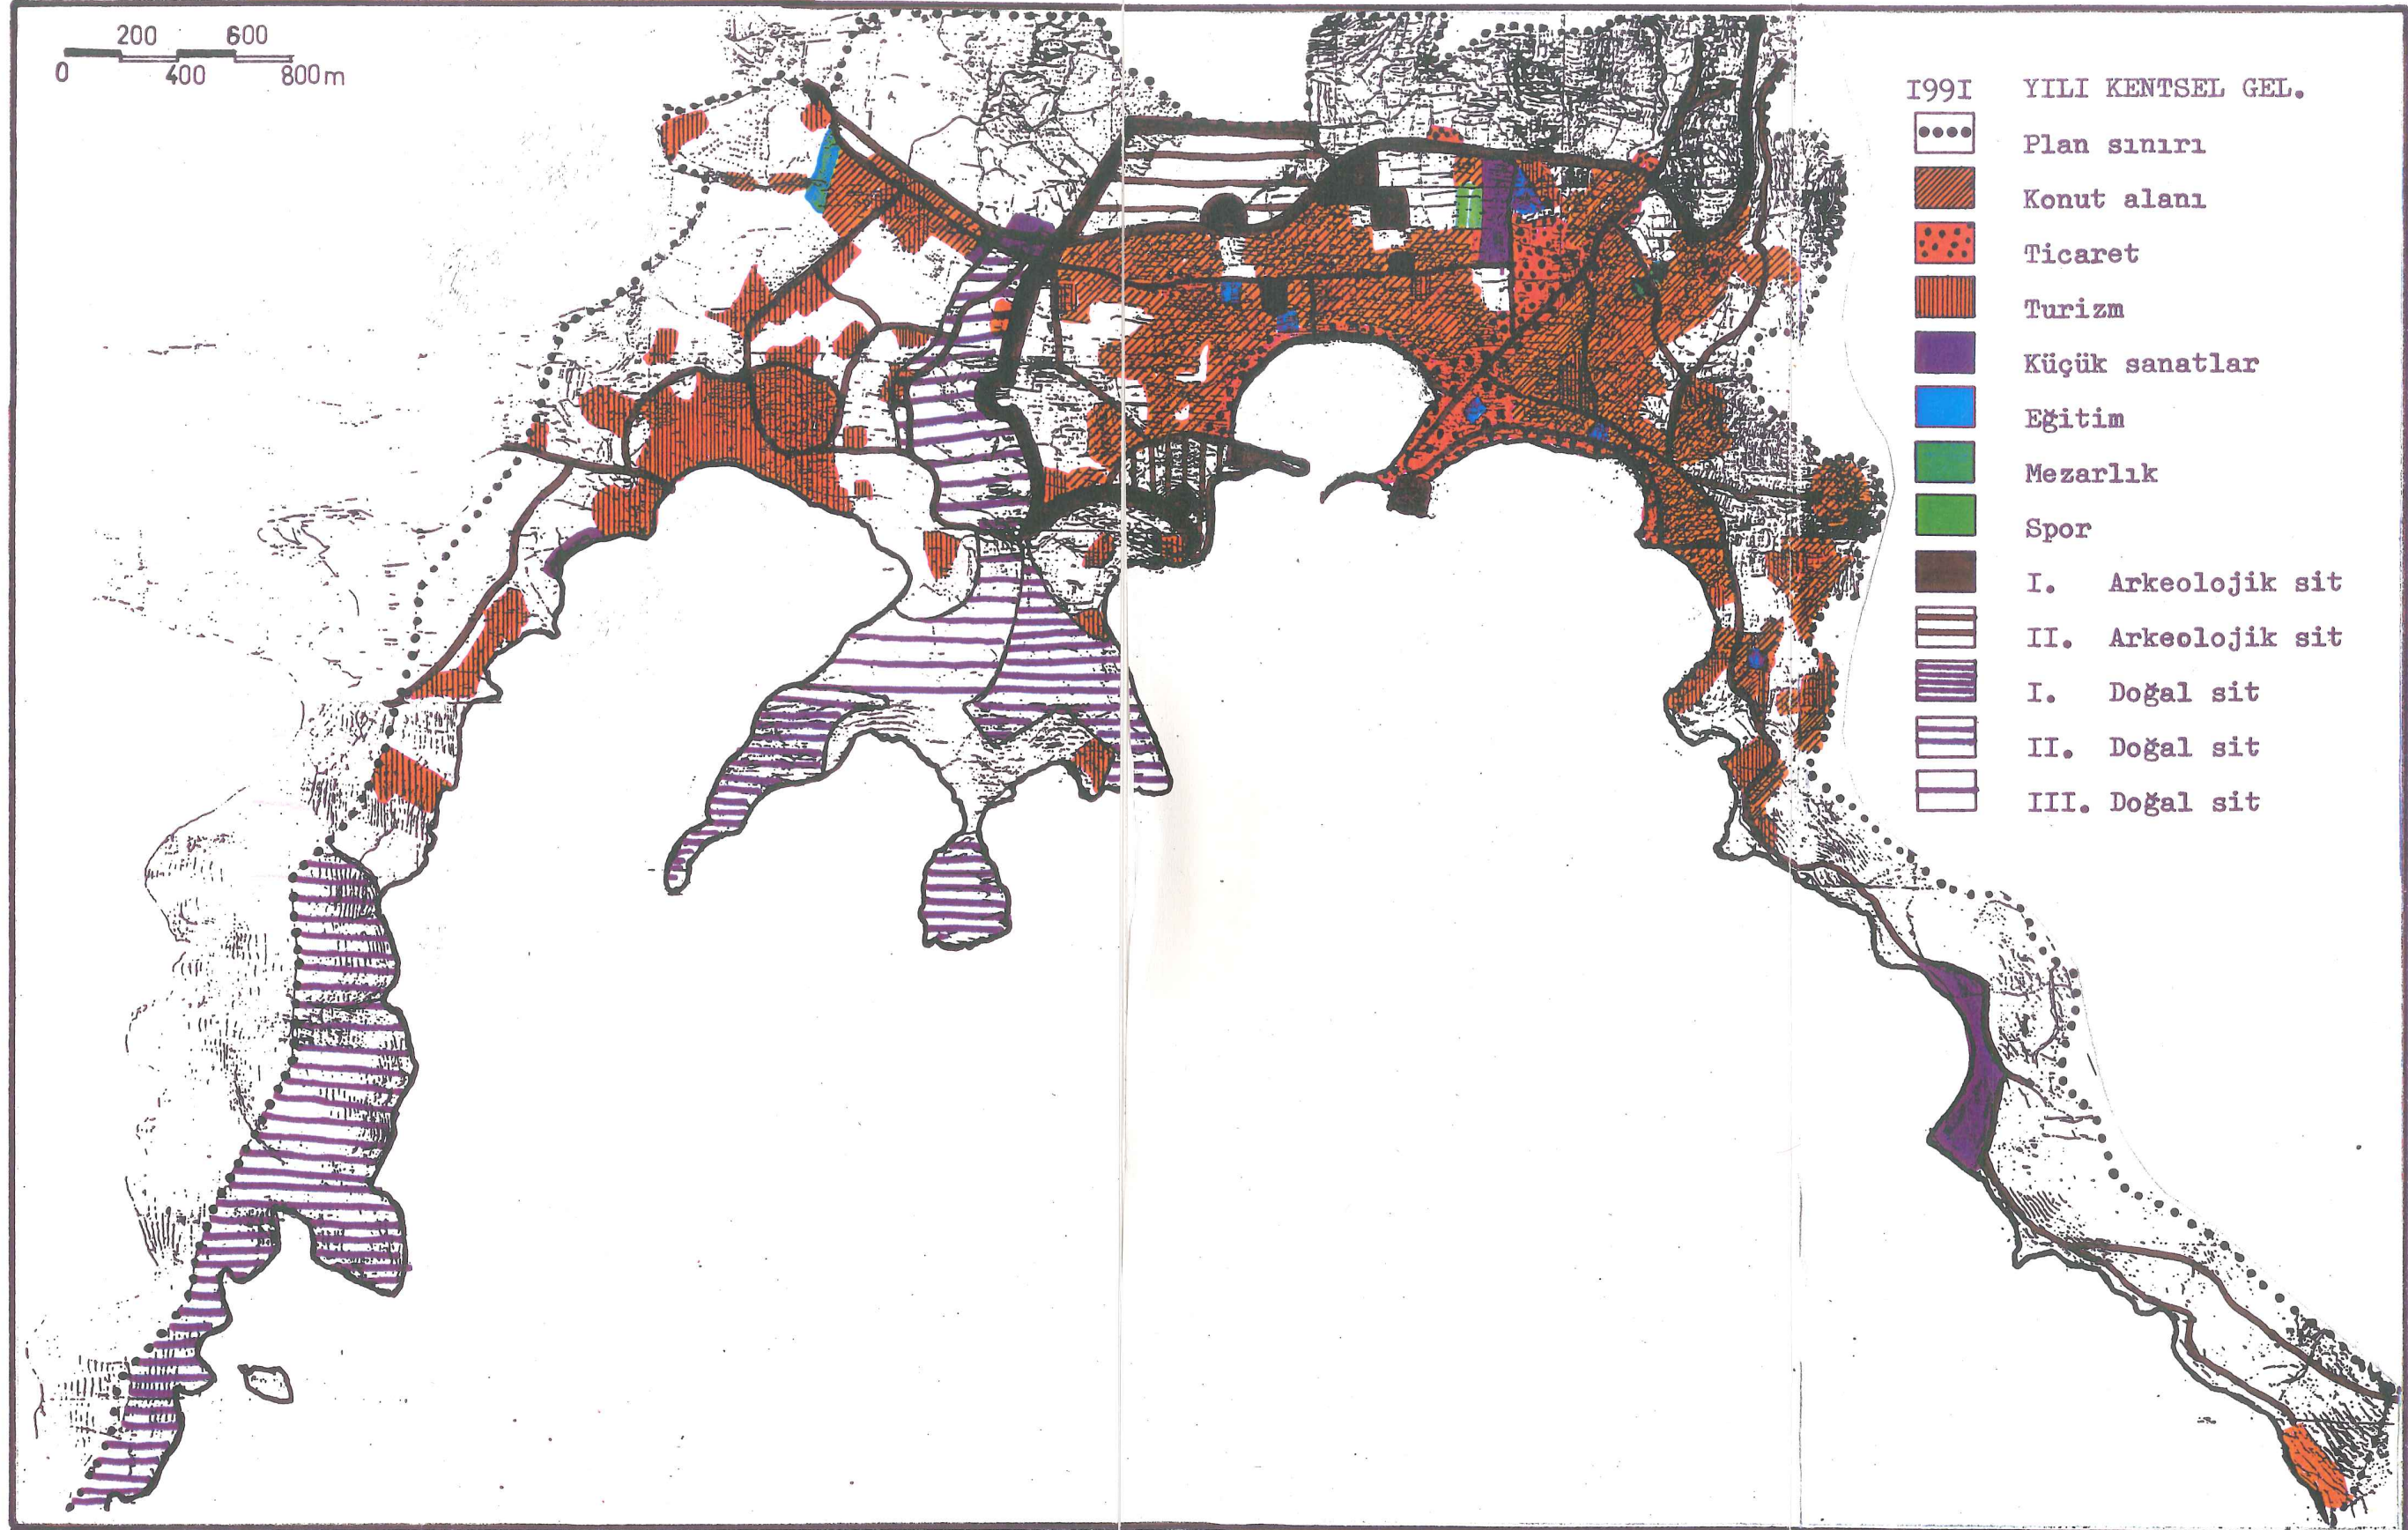 200 600
0 400 800m
I99I YILI KENTSEL GEL.
Plan sınırı
Konut alanı
Ticaret
Turizm
Küçük sanatlar
Eğitim
Mezarlık
Spor
I. Arkeolojik sit
II. Arkeolojik sit
I. Doğal sit
II. Doğal sit
III. Doğal sit